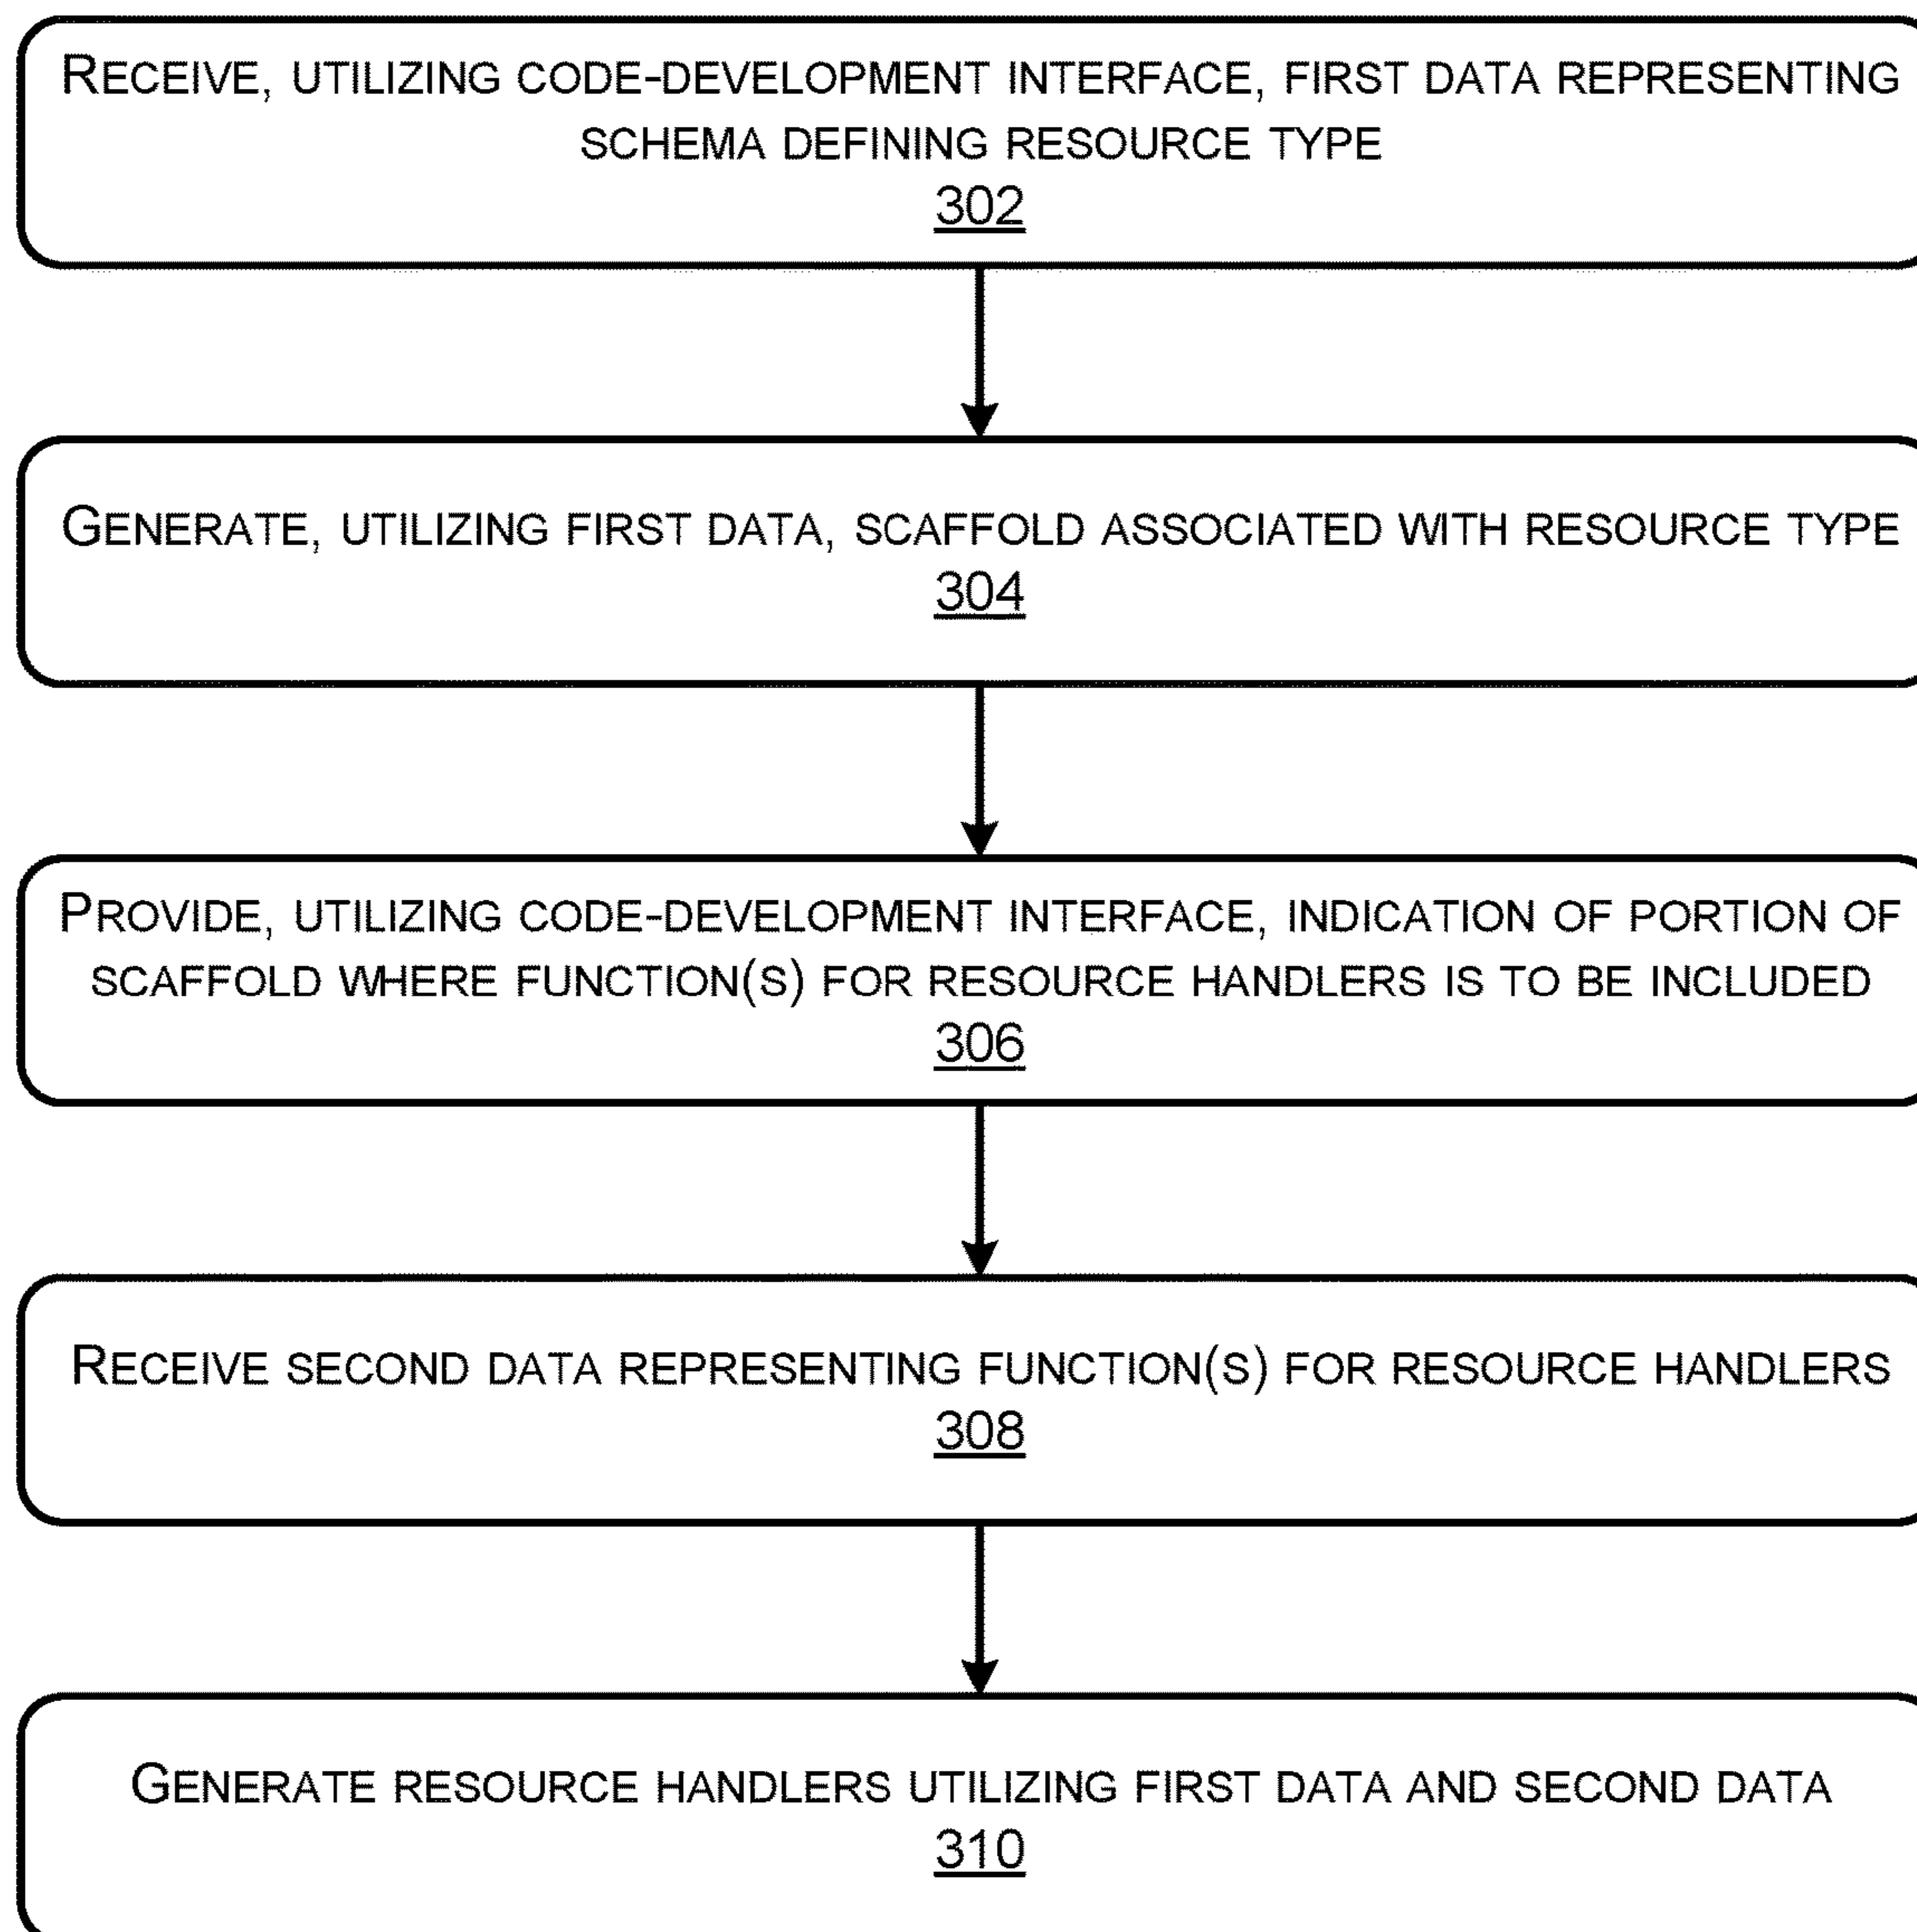 RECEIVE, UTILIZING CODE-DEVELOPMENT INTERFACE, FIRST DATA REPRESENTING
SCHEMA DEFINING RESOURCE TYPE
302
GENERATE, UTILIZING FIRST DATA, SCAFFOLD ASSOCIATED WITH RESOURCE TYPE
304
PROVIDE, UTILIZING CODE-DEVELOPMENT INTERFACE, INDICATION OF PORTION OF
SCAFFOLD WHERE FUNCTION(S) FOR RESOURCE HANDLERS IS TO BE INCLUDED
306
RECEIVE SECOND DATA REPRESENTING FUNCTION(S) FOR RESOURCE HANDLERS
308
GENERATE RESOURCE HANDLERS UTILIZING FIRST DATA AND SECOND DATA
310